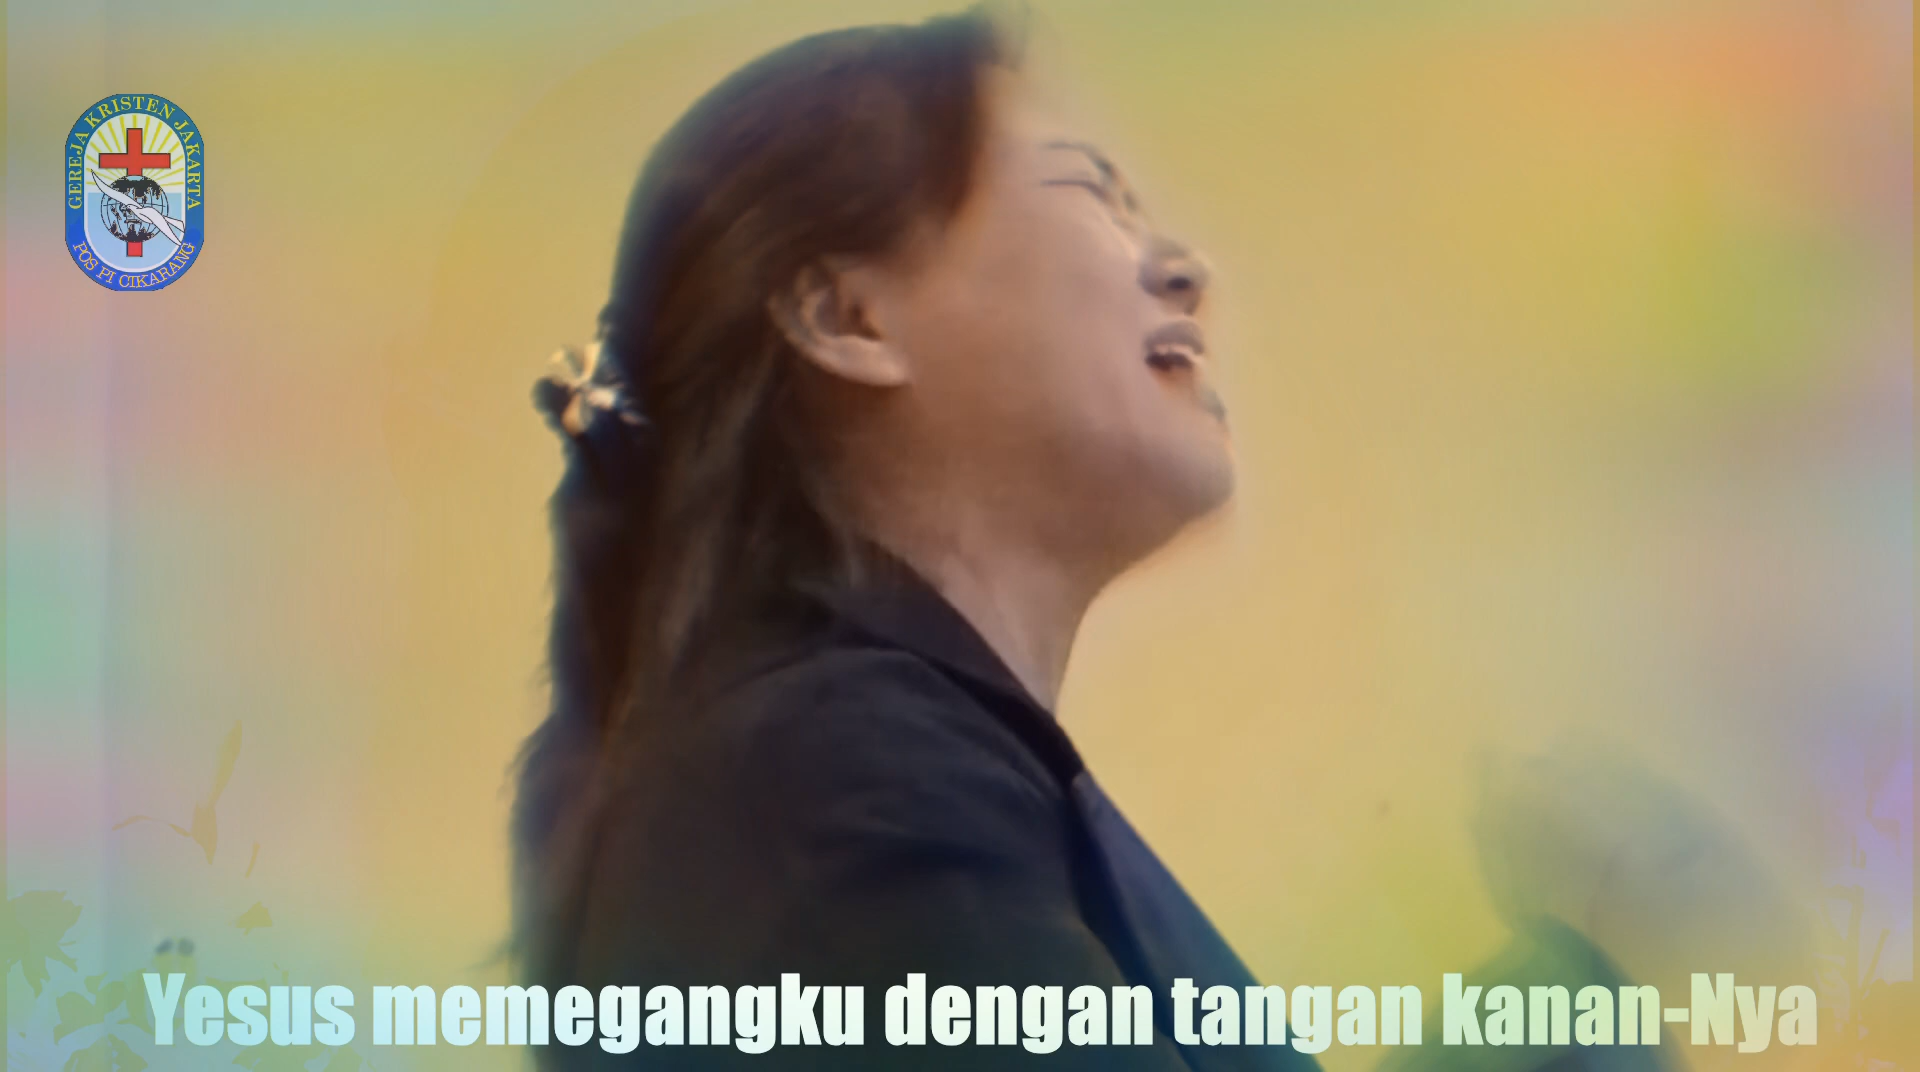 GEREJA KRISTEN JAKARTA
POS PI CIKARANG
Yesus memegangku dengan tangan kanan-Nya